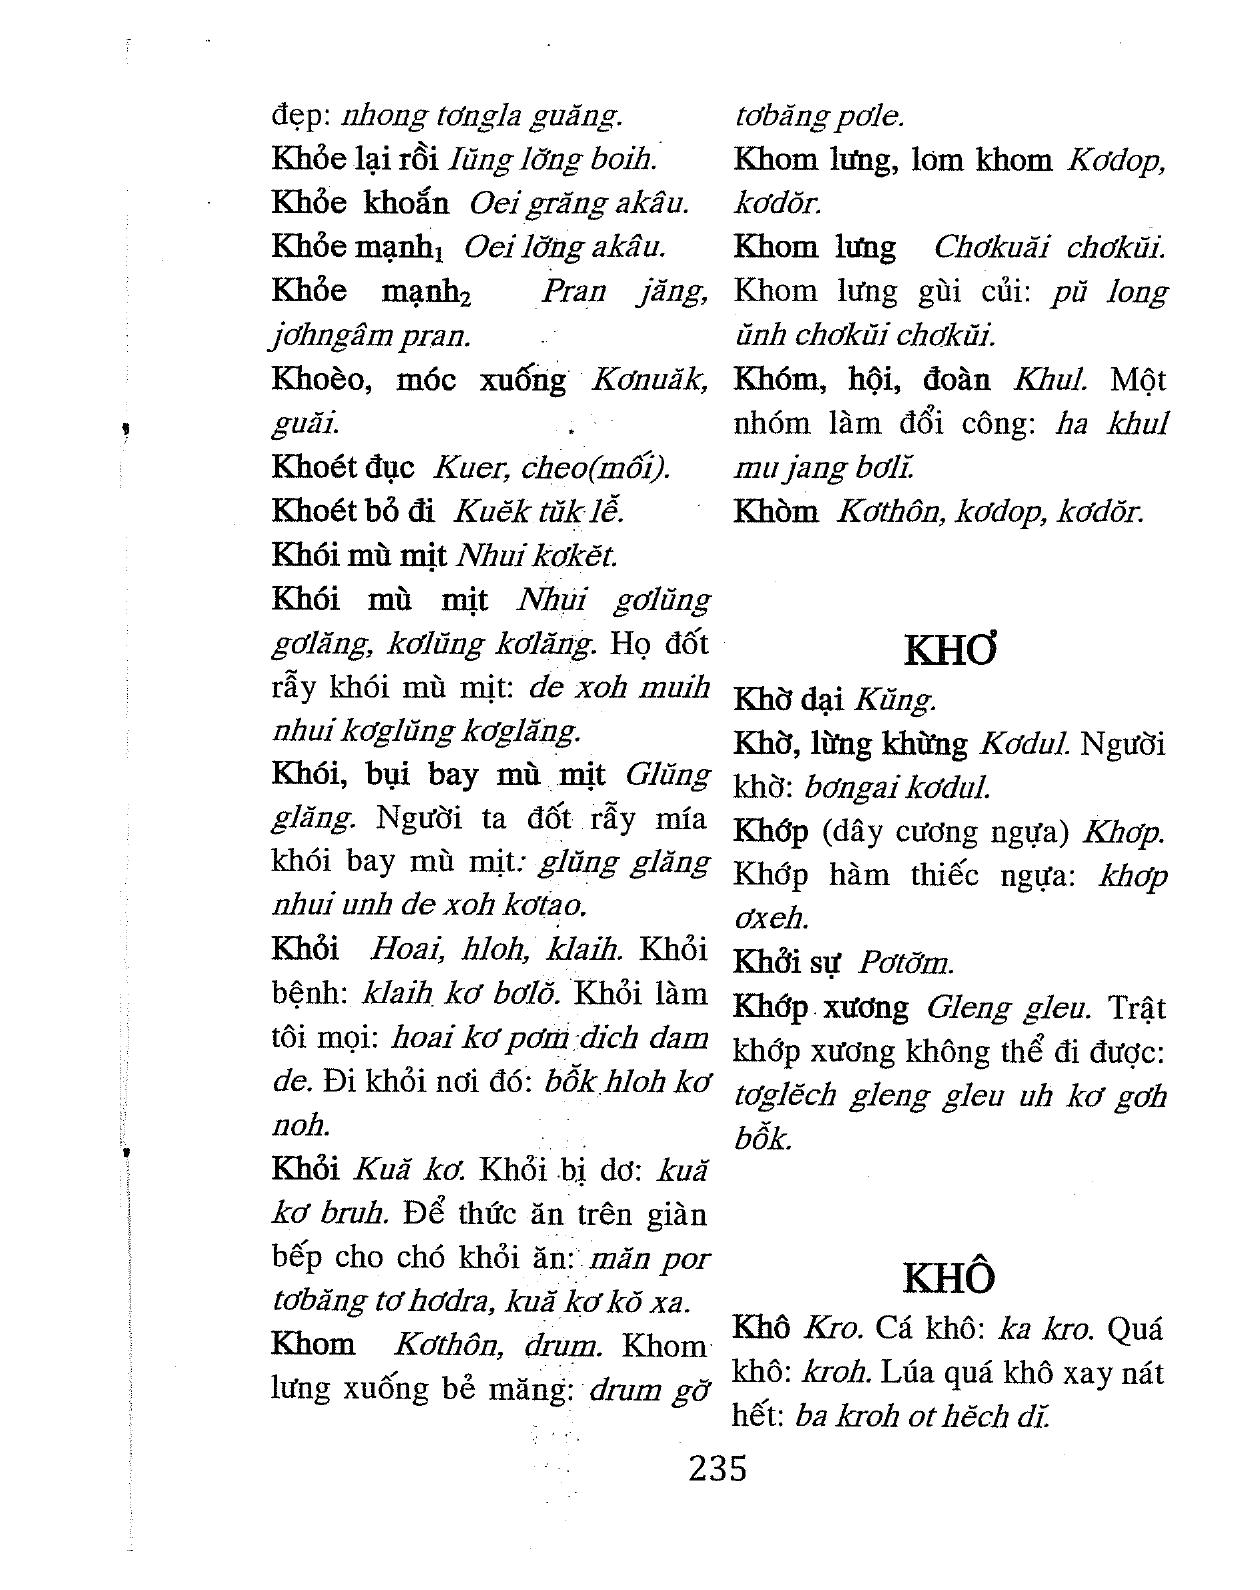 đẹp: nhong tơngla guăng.
Khỏe lại rồi Iŭng lơ̆ng boih.
Khỏe khoắn Oei grăng akâu.
Khỏe mạnh₁ Oei lơ̆ng akâu.
Khỏe mạnh₂ Pran jăng,
jơhngâm pran.
Khoèo, móc xuống Kơnuăk,
guăi.
Khoét đục Kuer, cheo(mối).
Khoét bỏ đi Kuĕk tŭk lê̆.
Khói mù mịt Nhui kơkĕt.
Khói mù mịt Nhui gơlŭng
gơlăng, kơlŭng kơlăng. Họ đốt
rẫy khói mù mịt: de xoh muih
nhui kơglŭng kơglăng.
Khói, bụi bay mù mịt Glŭng
glăng. Người ta đốt rẫy mía
khói bay mù mịt: glŭng glăng
nhui unh de xoh kơtao.
Khỏi Hoai, hloh, klaih. Khỏi
bệnh: klaih kơ bơlŏ. Khỏi làm
tôi mọi: hoai kơ pơm dich dam
de. Đi khỏi nơi đó: bô̆k hloh kơ
noh.
Khỏi Kuă kơ. Khỏi bị dơ: kuă
kơ bruh. Để thức ăn trên giàn
bếp cho chó khỏi ăn: măn por
tơbăng tơ hơdra, kuă kơ kŏ xa.
Khom Kơthôn, drum. Khom
lưng xuống bẻ măng: drum gơ̆
tơbăng pơle.
Khom lưng, lom khom Kơdop,
kơdŏr.
Khom lưng Chơkuăi chơkŭi.
Khom lưng gùi củi: pŭ long
ŭnh chơkŭi chơkŭi.
Khóm, hội, đoàn Khul. Một
nhóm làm đổi công: ha khul
mu jang bơlĭ.
Khòm Kơthôn, kơdop, kơdŏr.
KHƠ
Khờ dại Kŭng.
Khờ, lừng khừng Kơdul. Người
khờ: bơngai kơdul.
Khớp (dây cương ngựa) Khơp.
Khớp hàm thiếc ngựa: khơp
ơxeh.
Khởi sự Pơtơ̆m.
Khớp xương Gleng gleu. Trật
khớp xương không thể đi được:
tơglĕch gleng gleu uh kơ gơh
bô̆k.
KHÔ
Khô Kro. Cá khô: ka kro. Quá
khô: kroh. Lúa quá khô xay nát
hết: ba kroh ot hĕch dĭ.
235